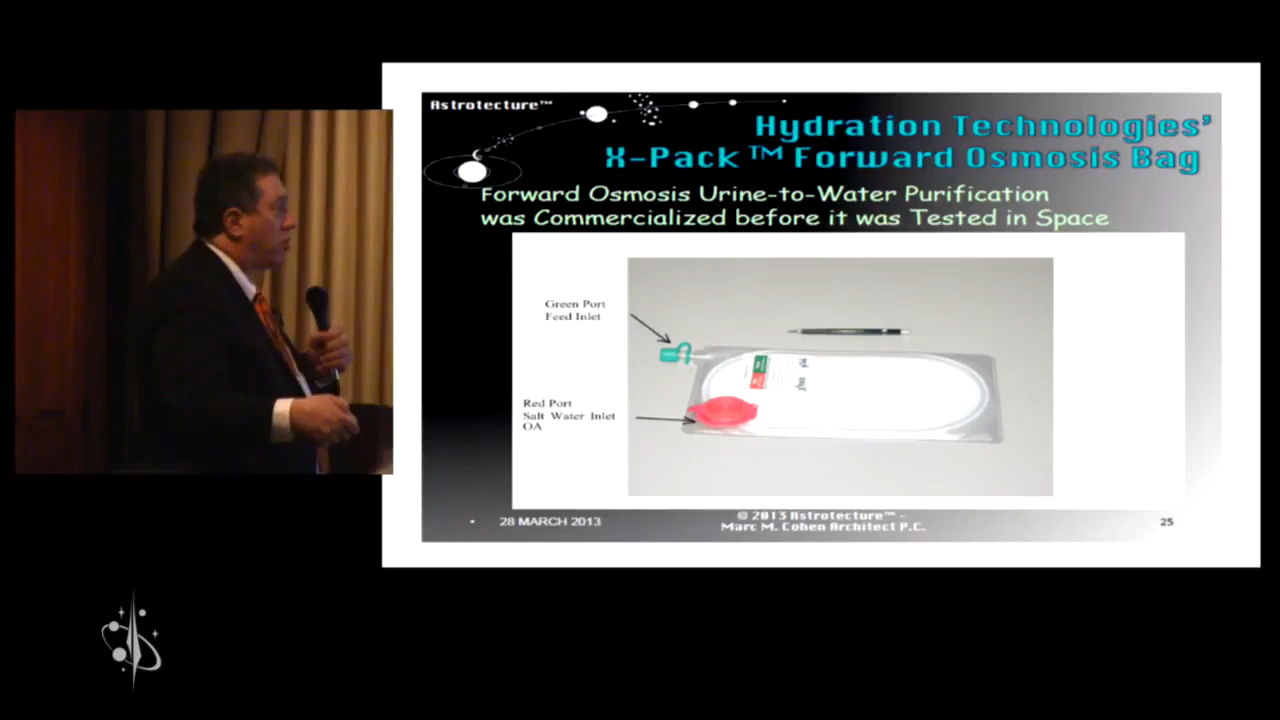 Astrotecture™
Hydration Technologies'
X-Pack™ Forward Osmosis Bag
Forward Osmosis Urine-to-Water Purification
was Commercialized before it was Tested in Space
Green Port
Feed Inlet
Red Port
Salt Water Inlet
OA
• 28 MARCH 2013
© 2013 Astrotecture™ -
Marc M. Cohen Architect P.C.
25